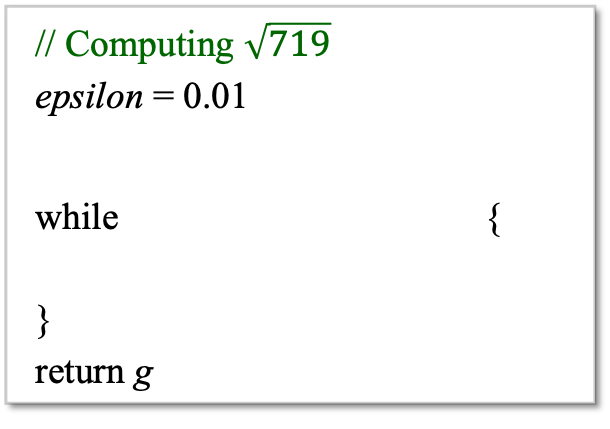 // Computing √719
epsilon = 0.01
while {
}
return g